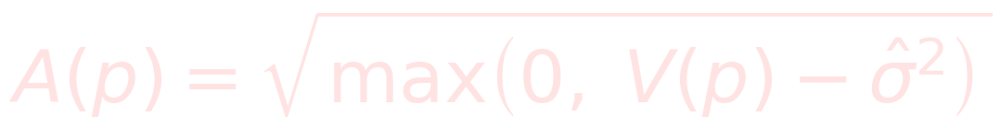 A(p) = √max(0, V(p) − σ̂²)